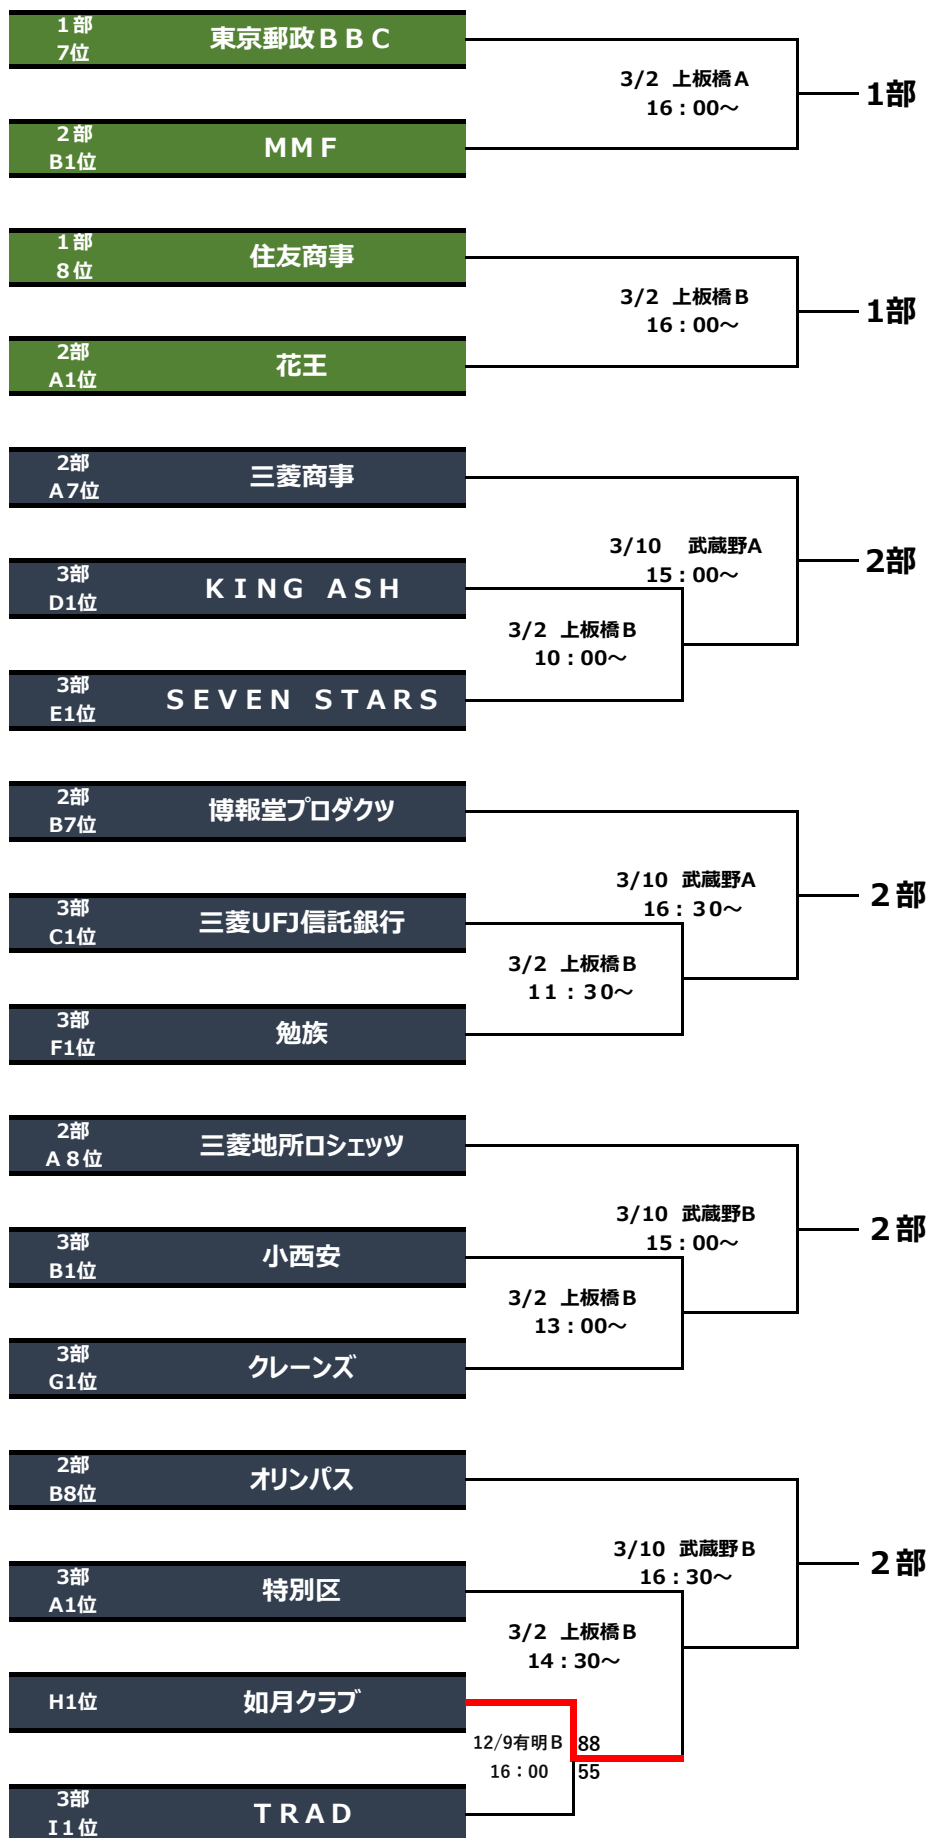 1部
7位
東京郵政ＢＢＣ
3/2 上板橋A
16：00～
1部
2部
B1位
ＭＭＦ
1部
8位
住友商事
3/2 上板橋B
16：00～
1部
2部
A1位
花王
2部
A7位
三菱商事
3/10 武蔵野A
15：00～
2部
3部
D1位
ＫＩＮＧ ＡＳＨ
3/2 上板橋B
10：00～
3部
E1位
ＳＥＶＥＮ ＳＴＡＲＳ
2部
B7位
博報堂プロダクツ
3/10 武蔵野A
16：30～
２部
3部
C1位
三菱UFJ信託銀行
3/2 上板橋B
11：30～
3部
F1位
勉族
2部
A８位
三菱地所ロシェッツ
3/10 武蔵野B
15：00～
２部
3部
B1位
小西安
3/2 上板橋B
13：00～
3部
G1位
クレーンズ
2部
B8位
オリンパス
3/10 武蔵野B
16：30～
２部
3部
A1位
特別区
3/2 上板橋B
14：30～
H1位
如月クラブ
12/9有明B
16：00
88
55
3部
I１位
ＴＲＡＤ